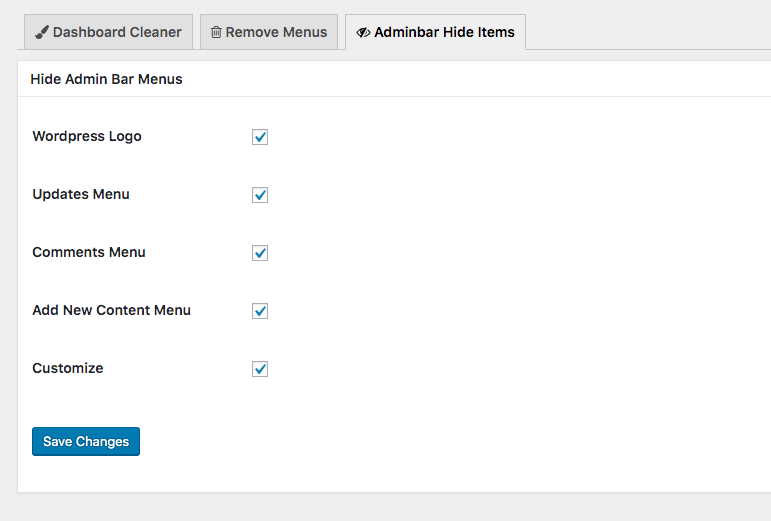 Dashboard Cleaner Remove Menus Adminbar Hide Items
Hide Admin Bar Menus
Wordpress Logo
Updates Menu
Comments Menu
Add New Content Menu
Customize
Save Changes